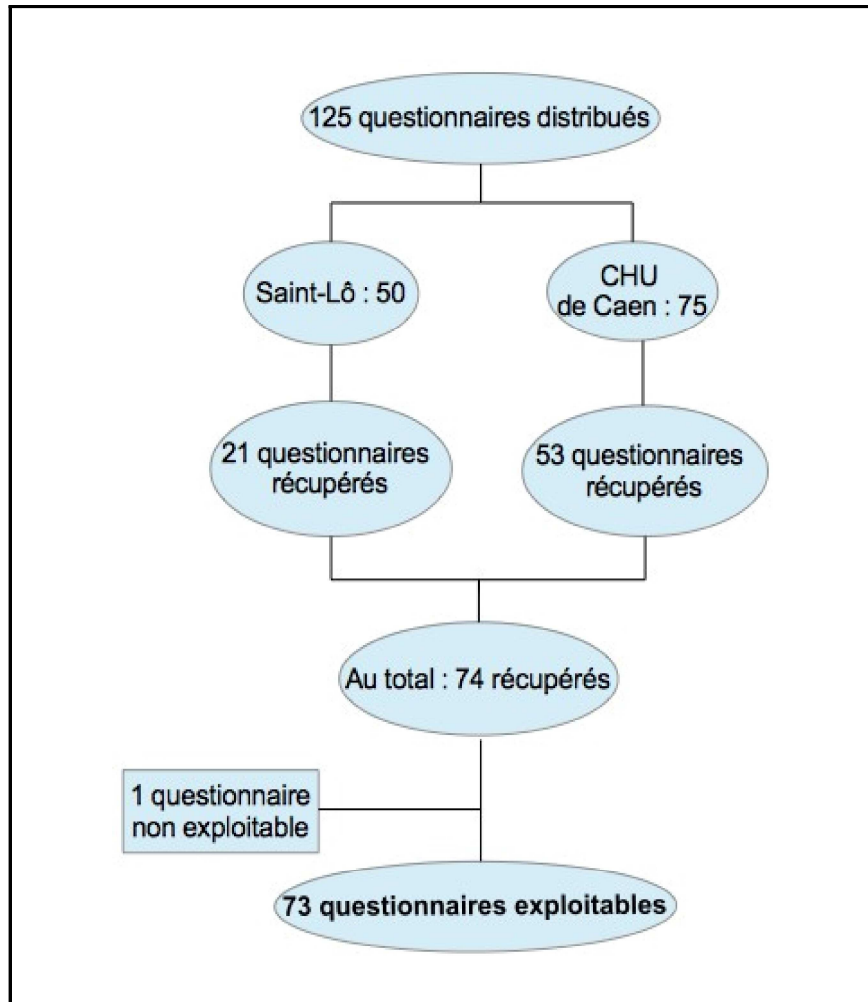 125 questionnaires distribués
Saint-Lô : 50
CHU
de Caen : 75
21 questionnaires
récupérés
53 questionnaires
récupérés
Au total : 74 récupérés
1 questionnaire
non exploitable
73 questionnaires exploitables